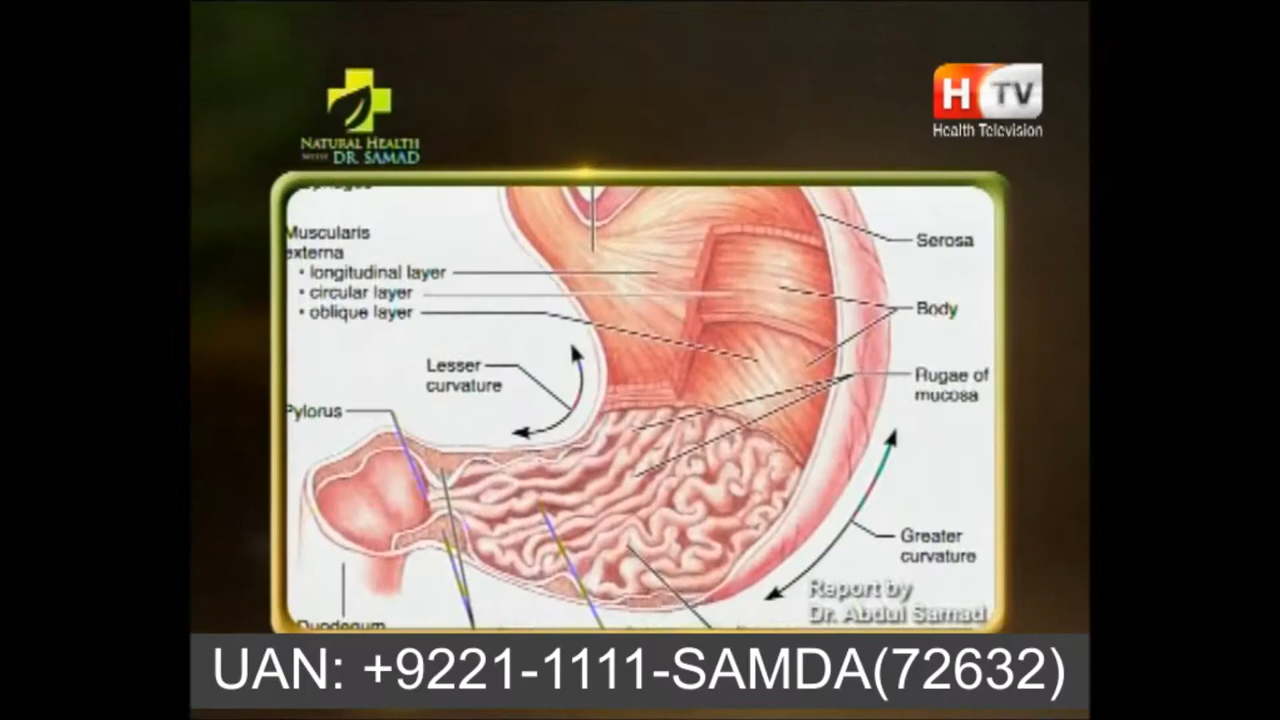 NATURAL HEALTH
WITH DR. SAMAD
H TV
Health Television
Muscularis
externa
• longitudinal layer
• circular layer
• oblique layer
Lesser
curvature
Pylorus
Duodenum
Serosa
Body
Rugae of
mucosa
Greater
curvature
Report by
Dr. Abdul Samad
UAN: +9221-1111-SAMDA(72632)